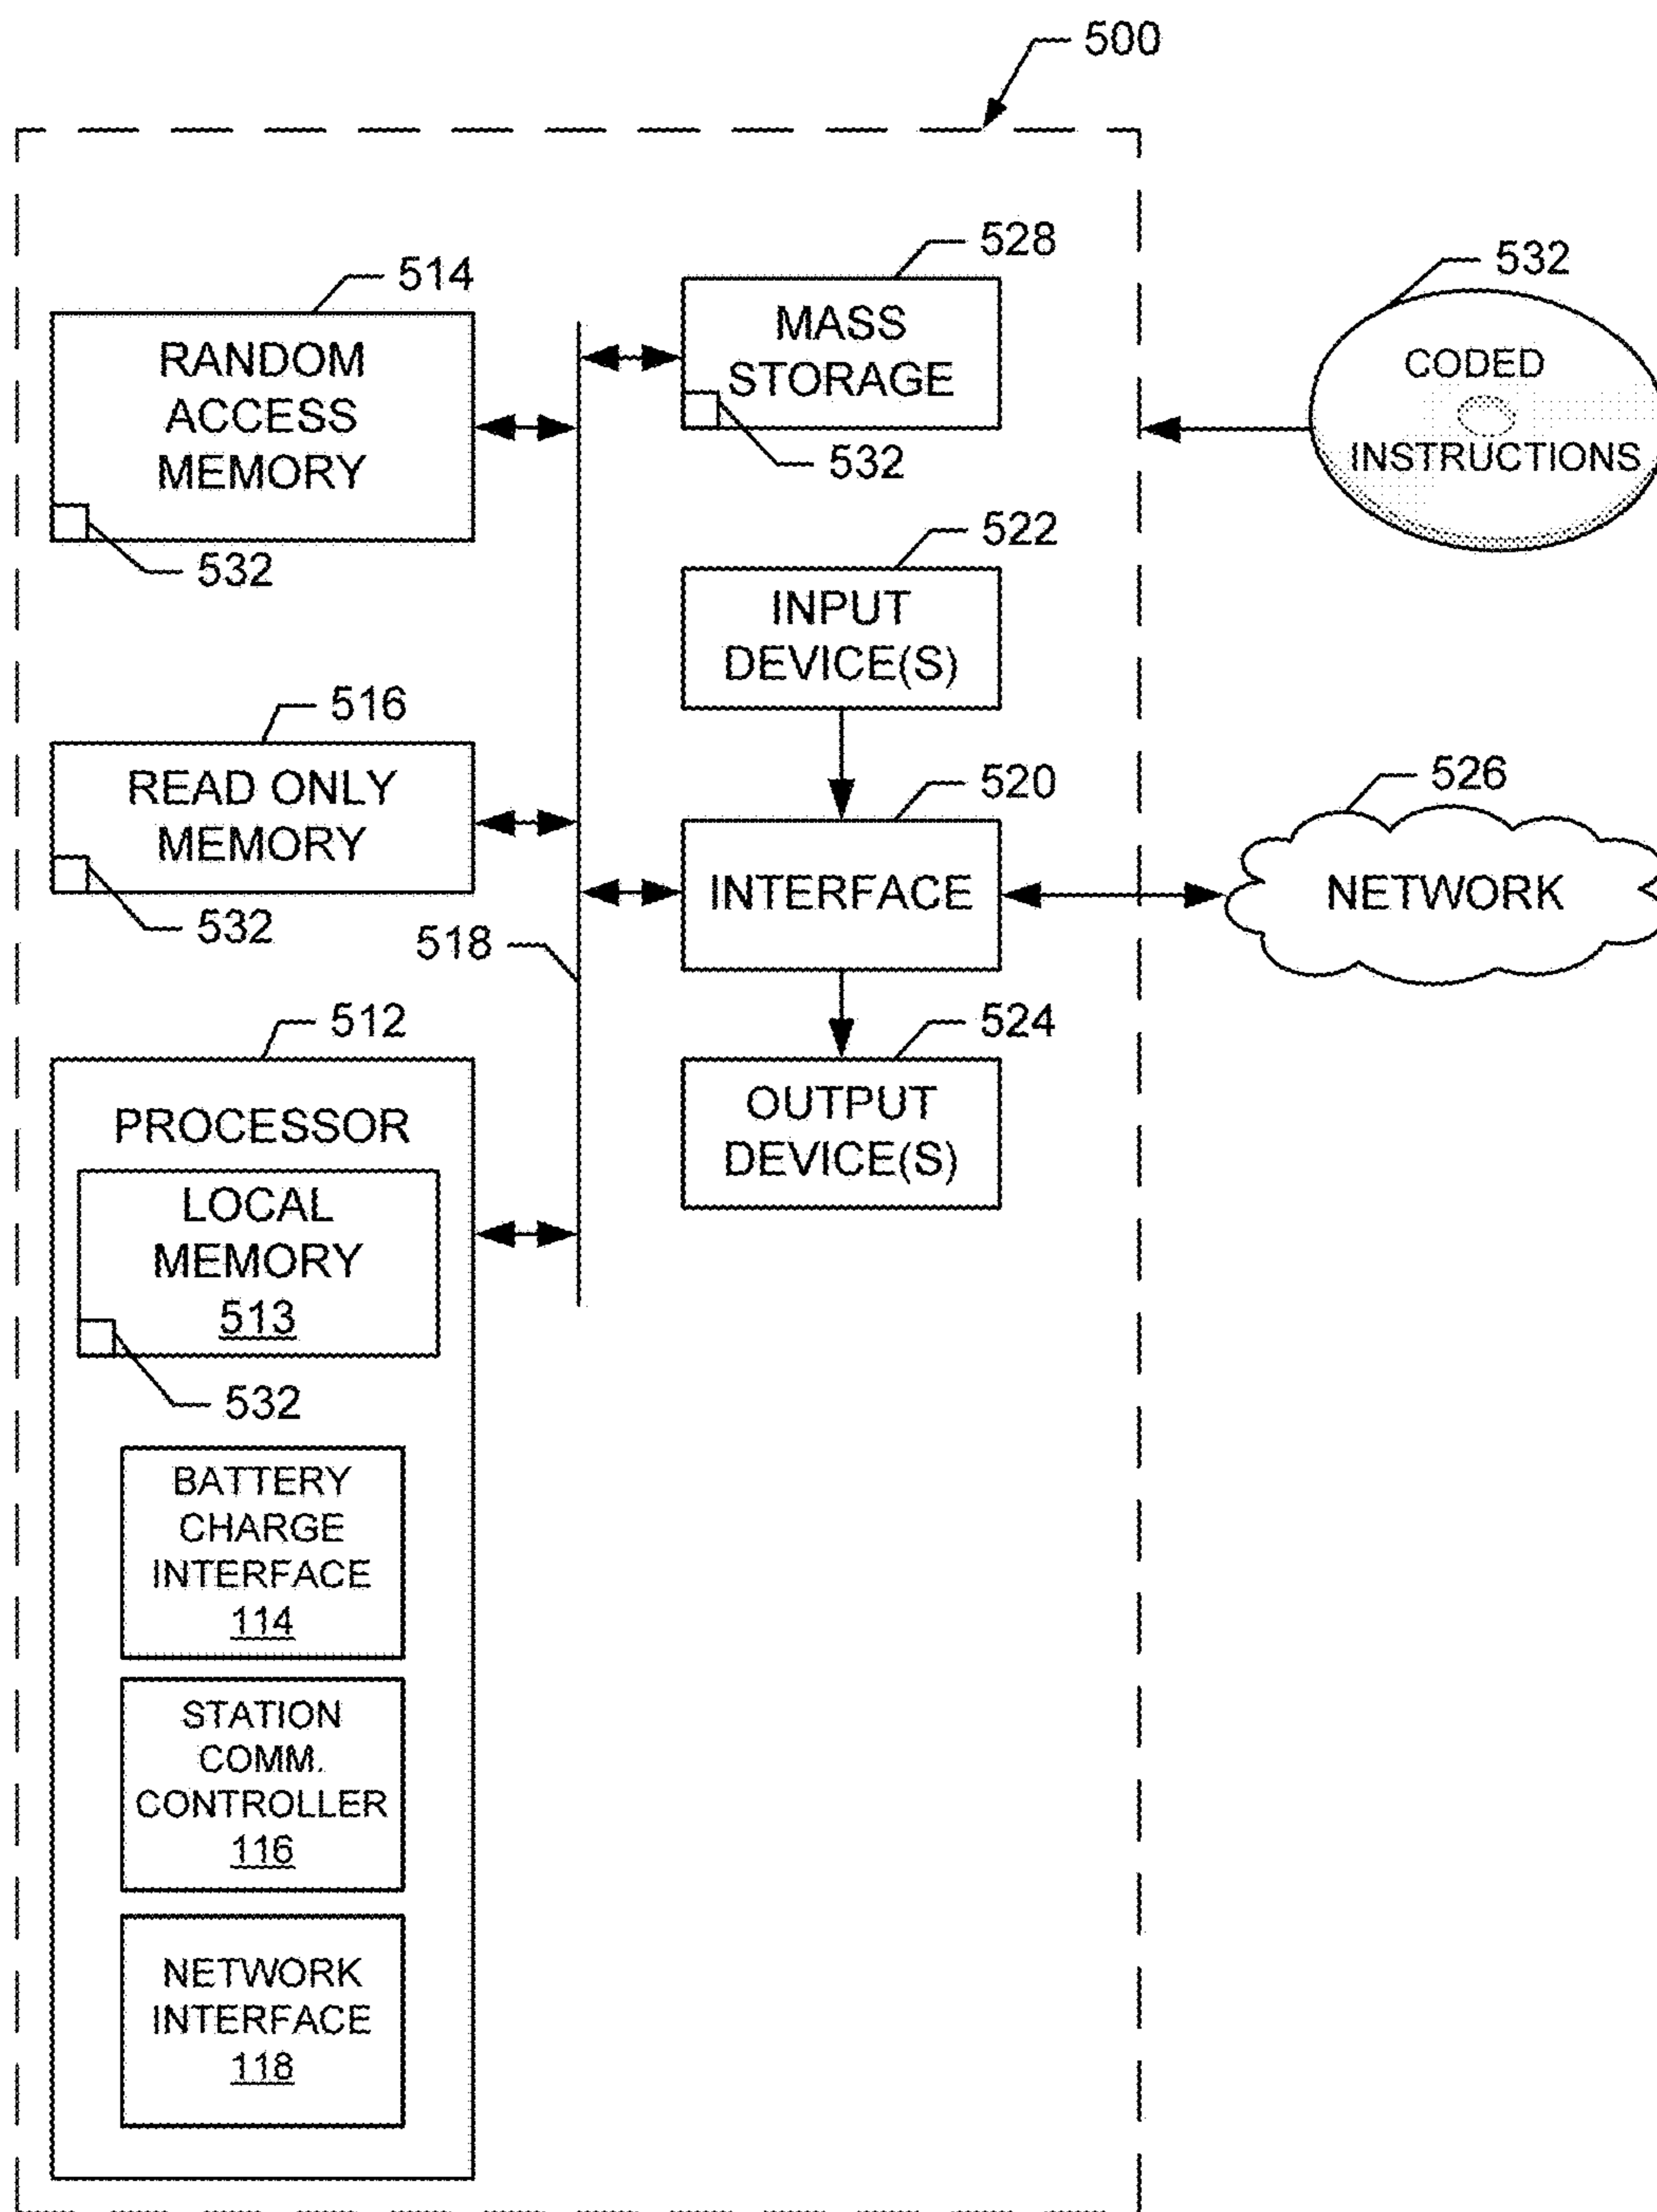 500
514
RANDOM
ACCESS
MEMORY
532
528
MASS
STORAGE
532
532
CODED
INSTRUCTIONS
522
INPUT
DEVICE(S)
516
READ ONLY
MEMORY
532
518
520
INTERFACE
526
NETWORK
524
OUTPUT
DEVICE(S)
512
PROCESSOR
LOCAL
MEMORY
513
532
BATTERY
CHARGE
INTERFACE
114
STATION
COMM.
CONTROLLER
116
NETWORK
INTERFACE
118